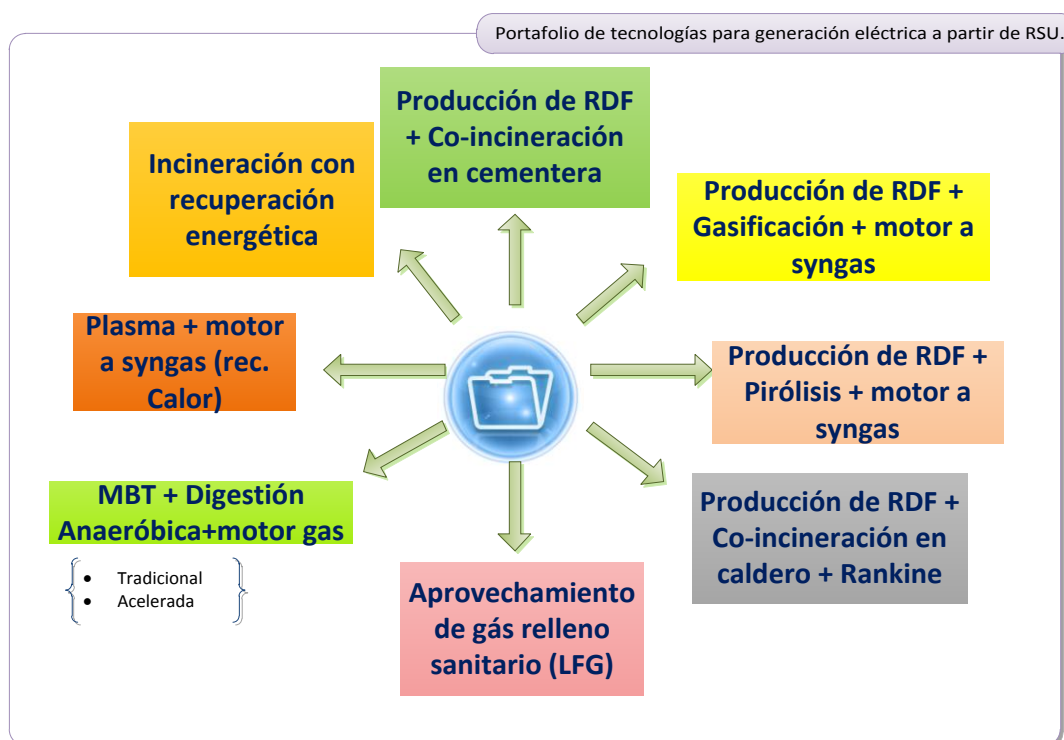 Portafolio de tecnologías para generación eléctrica a partir de RSU.
Producción de RDF
+ Co-incineración
en cementera
Incineración con
recuperación
energética
Producción de RDF +
Gasificación + motor a
syngas
Plasma + motor
a syngas (rec.
Calor)
Producción de RDF +
Pirólisis + motor a
syngas
MBT + Digestión
Anaeróbica+motor gas
• Tradicional
• Acelerada
Producción de RDF +
Co-incineración en
caldero + Rankine
Aprovechamiento
de gás relleno
sanitario (LFG)